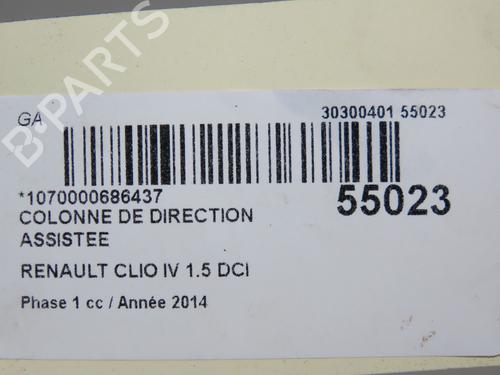 B-PARTS
GA
30300401 55023
*1070000686437
55023
COLONNE DE DIRECTION
ASSISTEE
RENAULT CLIO IV 1.5 DCI
Phase 1 cc / Année 2014